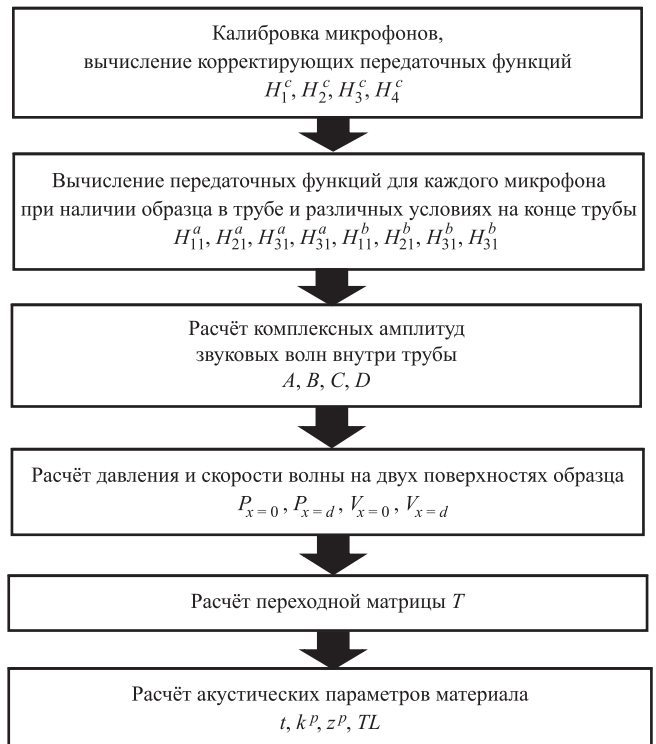 Калибровка микрофонов,
вычисление корректирующих передаточных функций
H₁ᶜ, H₂ᶜ, H₃ᶜ, H₄ᶜ
Вычисление передаточных функций для каждого микрофона
при наличии образца в трубе и различных условиях на конце трубы
H₁₁ᵃ, H₂₁ᵃ, H₃₁ᵃ, H₃₁ᵃ, H₁₁ᵇ, H₂₁ᵇ, H₃₁ᵇ, H₃₁ᵇ
Расчёт комплексных амплитуд
звуковых волн внутри трубы
A, B, C, D
Расчёт давления и скорости волны на двух поверхностях образца
Pₓ ₌ ₀ , Pₓ ₌ d , Vₓ ₌ ₀ , Vₓ ₌ d
Расчёт переходной матрицы T
Расчёт акустических параметров материала
t, kᵖ, zᵖ, TL